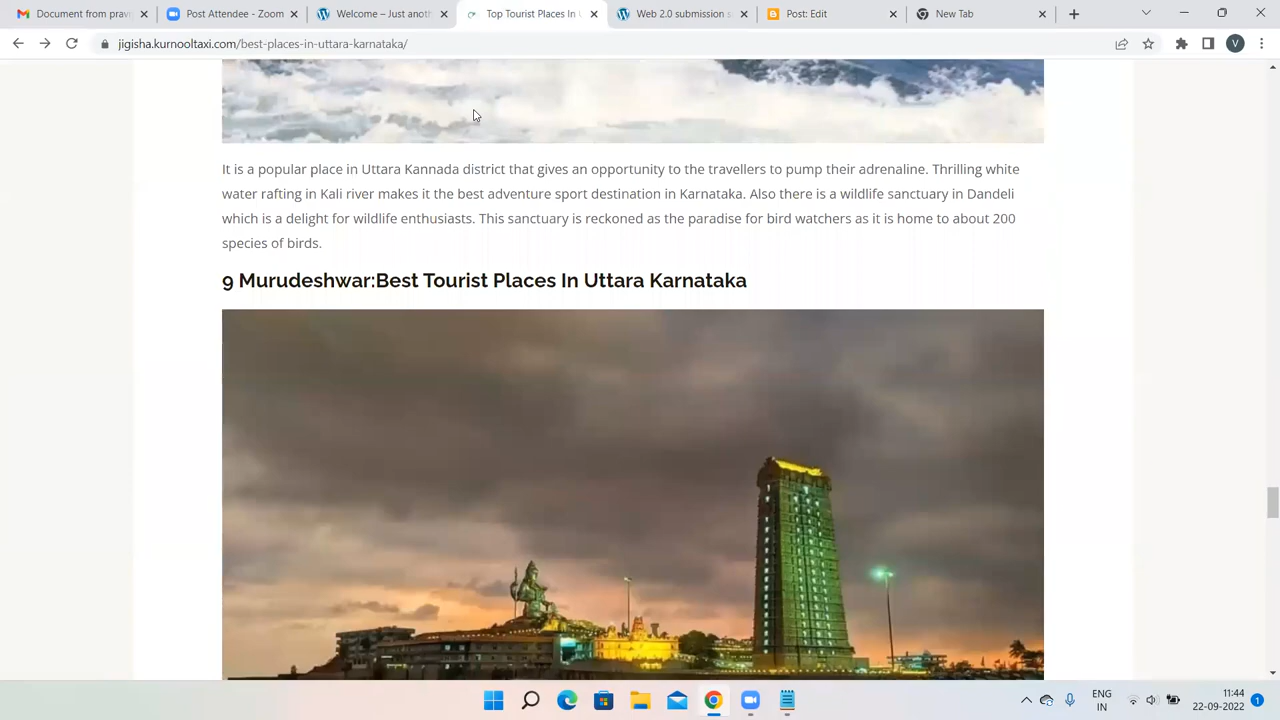 Document from prav
Post Attendee - Zoom
Welcome – Just anoth
Top Tourist Places In U
Web 2.0 submission s
Post: Edit
New Tab
jigisha.kurnooltaxi.com/best-places-in-uttara-karnataka/
V
It is a popular place in Uttara Kannada district that gives an opportunity to the travellers to pump their adrenaline. Thrilling white
water rafting in Kali river makes it the best adventure sport destination in Karnataka. Also there is a wildlife sanctuary in Dandeli
which is a delight for wildlife enthusiasts. This sanctuary is reckoned as the paradise for bird watchers as it is home to about 200
species of birds.
9 Murudeshwar:Best Tourist Places In Uttara Karnataka
ENG
IN
11:44
22-09-2022
1